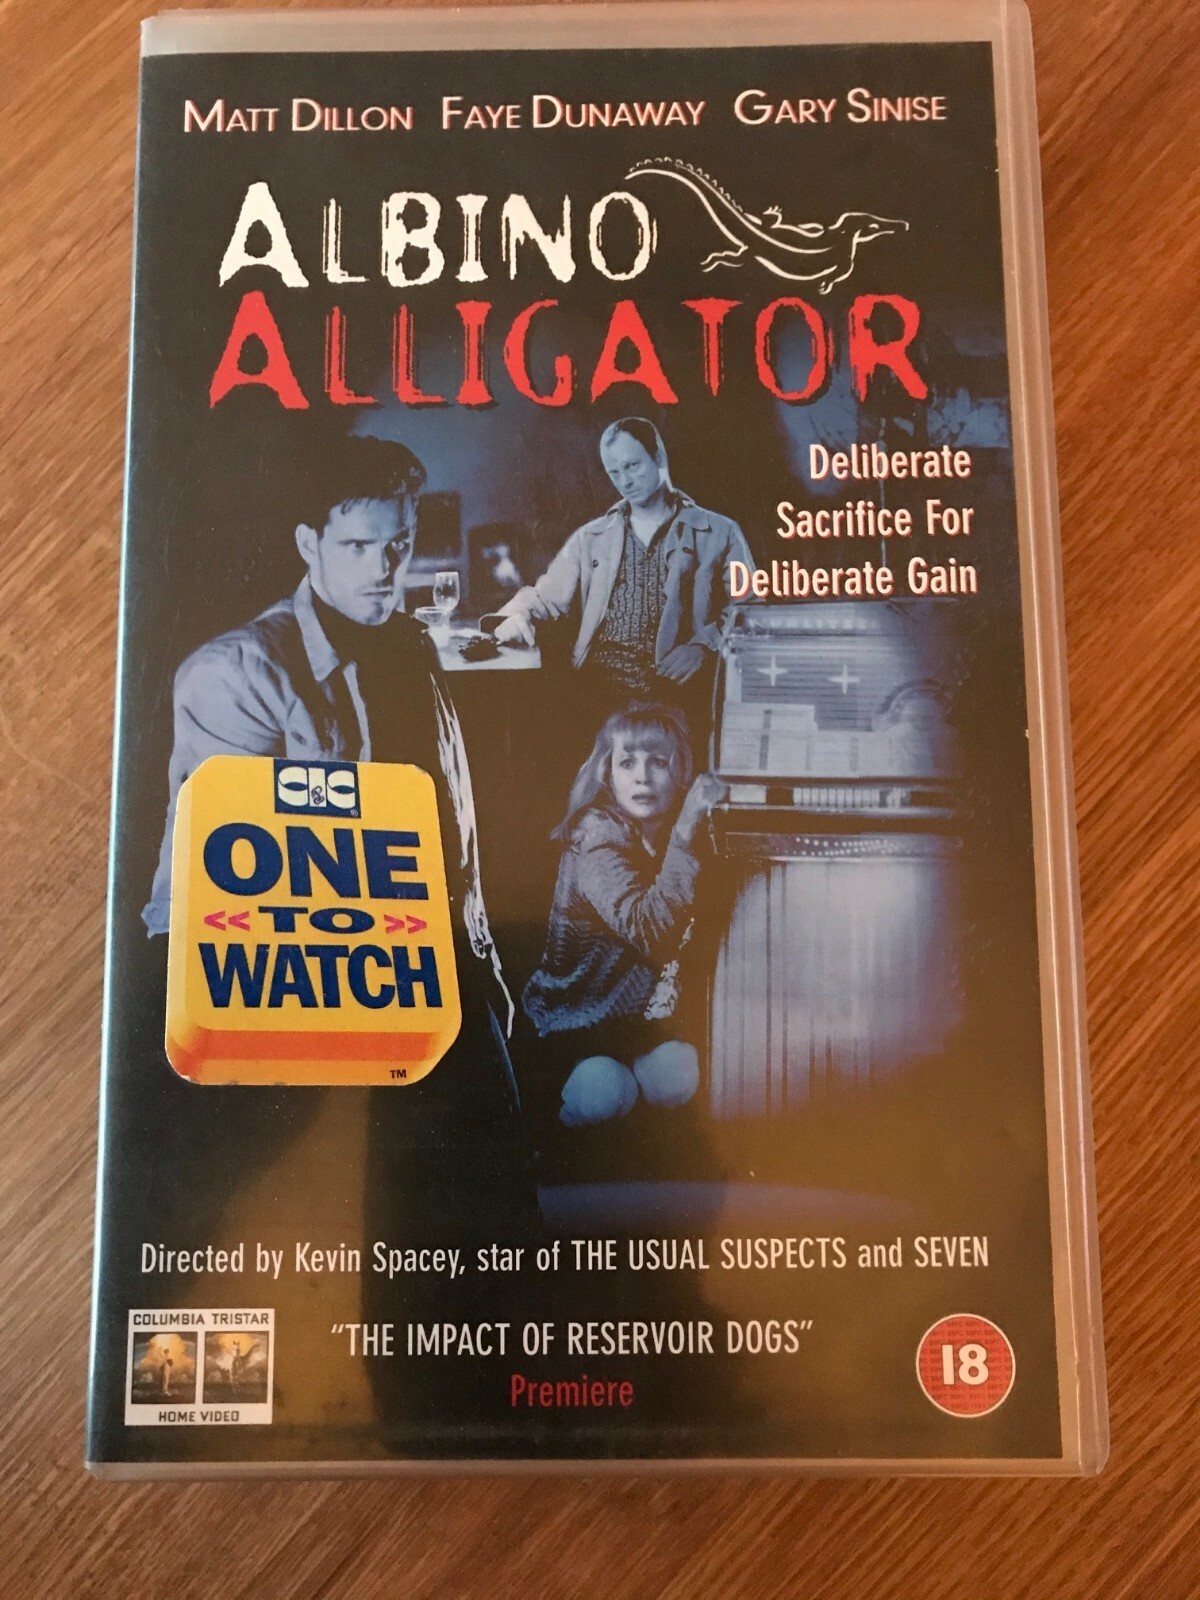 MATT DILLON FAYE DUNAWAY GARY SINISE
ALBINO
ALLIGATOR
Deliberate
Sacrifice For
Deliberate Gain
ONE
<< TO >>
WATCH
TM
Directed by Kevin Spacey, star of THE USUAL SUSPECTS and SEVEN
COLUMBIA TRISTAR
HOME VIDEO
"THE IMPACT OF RESERVOIR DOGS"
Premiere
18